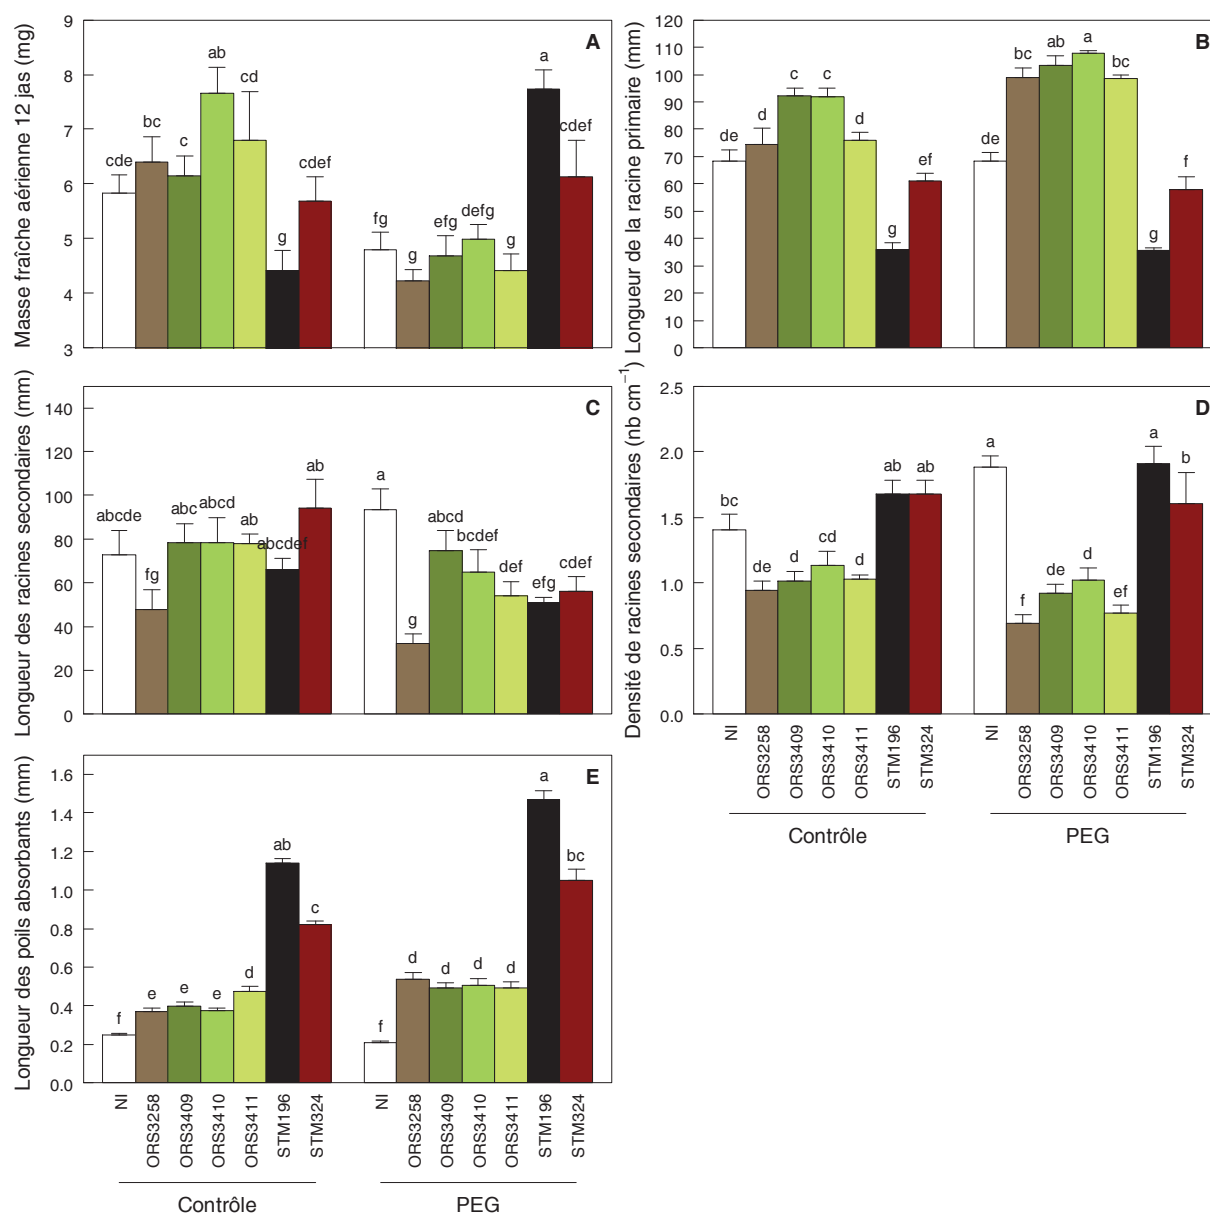 Masse fraîche aérienne 12 jas (mg)
9
8
7
6
5
4
3
A
cde
bc
c
ab
cd
g
cdef
fg
g
efg
defg
g
a
cdef
Longueur de la racine primaire (mm)
120
110
100
90
80
70
60
50
40
30
20
10
0
B
de
d
c
c
d
g
ef
de
bc
ab
a
bc
g
f
Longueur des racines secondaires (mm)
140
120
100
80
60
40
20
0
C
abcde
fg
abc
abcd
ab
abcdef
ab
a
g
abcd
bcdef
def
efg
cdef
Densité de racines secondaires (nb cm⁻¹)
2.5
2.0
1.5
1.0
0.5
0.0
D
bc
de
d
cd
d
ab
ab
a
f
de
d
ef
a
b
NI
ORS3258
ORS3409
ORS3410
ORS3411
STM196
STM324
NI
ORS3258
ORS3409
ORS3410
ORS3411
STM196
STM324
Contrôle
PEG
Longueur des poils absorbants (mm)
1.6
1.4
1.2
1.0
0.8
0.6
0.4
0.2
0.0
E
f
e
e
e
d
ab
c
f
d
d
d
d
a
bc
NI
ORS3258
ORS3409
ORS3410
ORS3411
STM196
STM324
NI
ORS3258
ORS3409
ORS3410
ORS3411
STM196
STM324
Contrôle
PEG